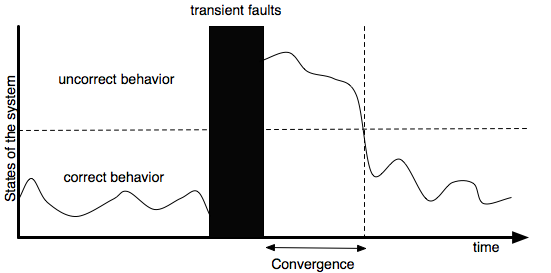 transient faults
uncorrect behavior
States of the system
correct behavior
time
Convergence